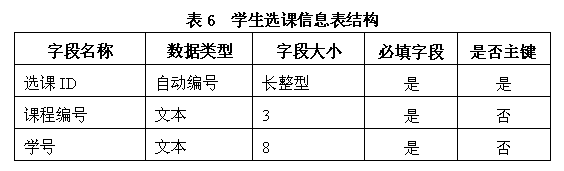 表 6 学生选课信息表结构
字段名称 数据类型 字段大小 必填字段 是否主键
选课 ID 自动编号 长整型 是 是
课程编号 文本 3 是 否
学号 文本 8 是 否